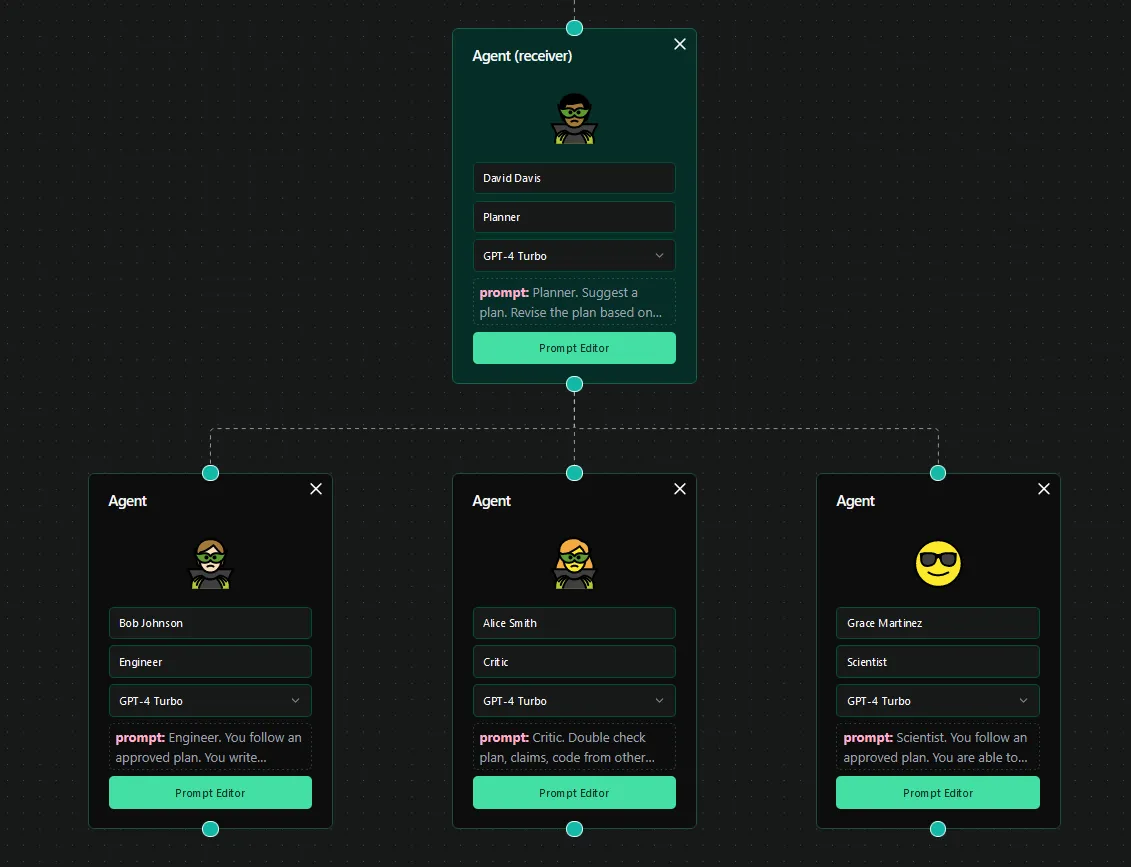 Agent (receiver)
David Davis
Planner
GPT-4 Turbo
prompt: Planner. Suggest a
plan. Revise the plan based on...
Prompt Editor
Agent
Bob Johnson
Engineer
GPT-4 Turbo
prompt: Engineer. You follow an
approved plan. You write...
Prompt Editor
Agent
Alice Smith
Critic
GPT-4 Turbo
prompt: Critic. Double check
plan, claims, code from other...
Prompt Editor
Agent
Grace Martinez
Scientist
GPT-4 Turbo
prompt: Scientist. You follow an
approved plan. You are able to...
Prompt Editor